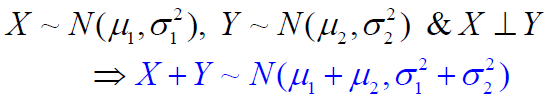 X ~ N(μ₁,σ₁²), Y ~ N(μ₂,σ₂²) & X ⊥ Y
⇒ X + Y ~ N(μ₁ + μ₂,σ₁² + σ₂²)